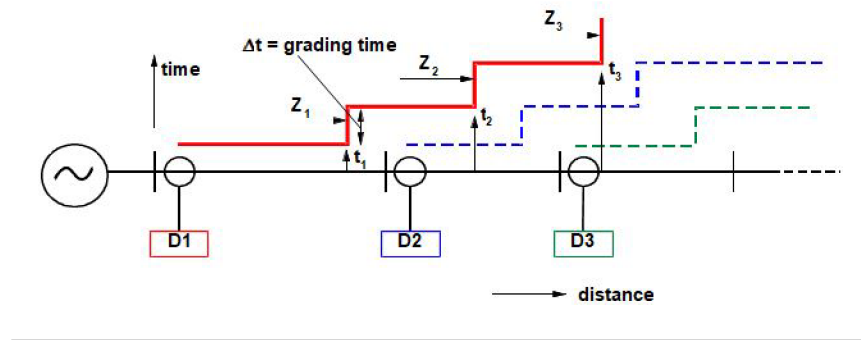 Z3
Δt = grading time
time
Z2
t3
Z1
t2
t1
D1
D2
D3
distance